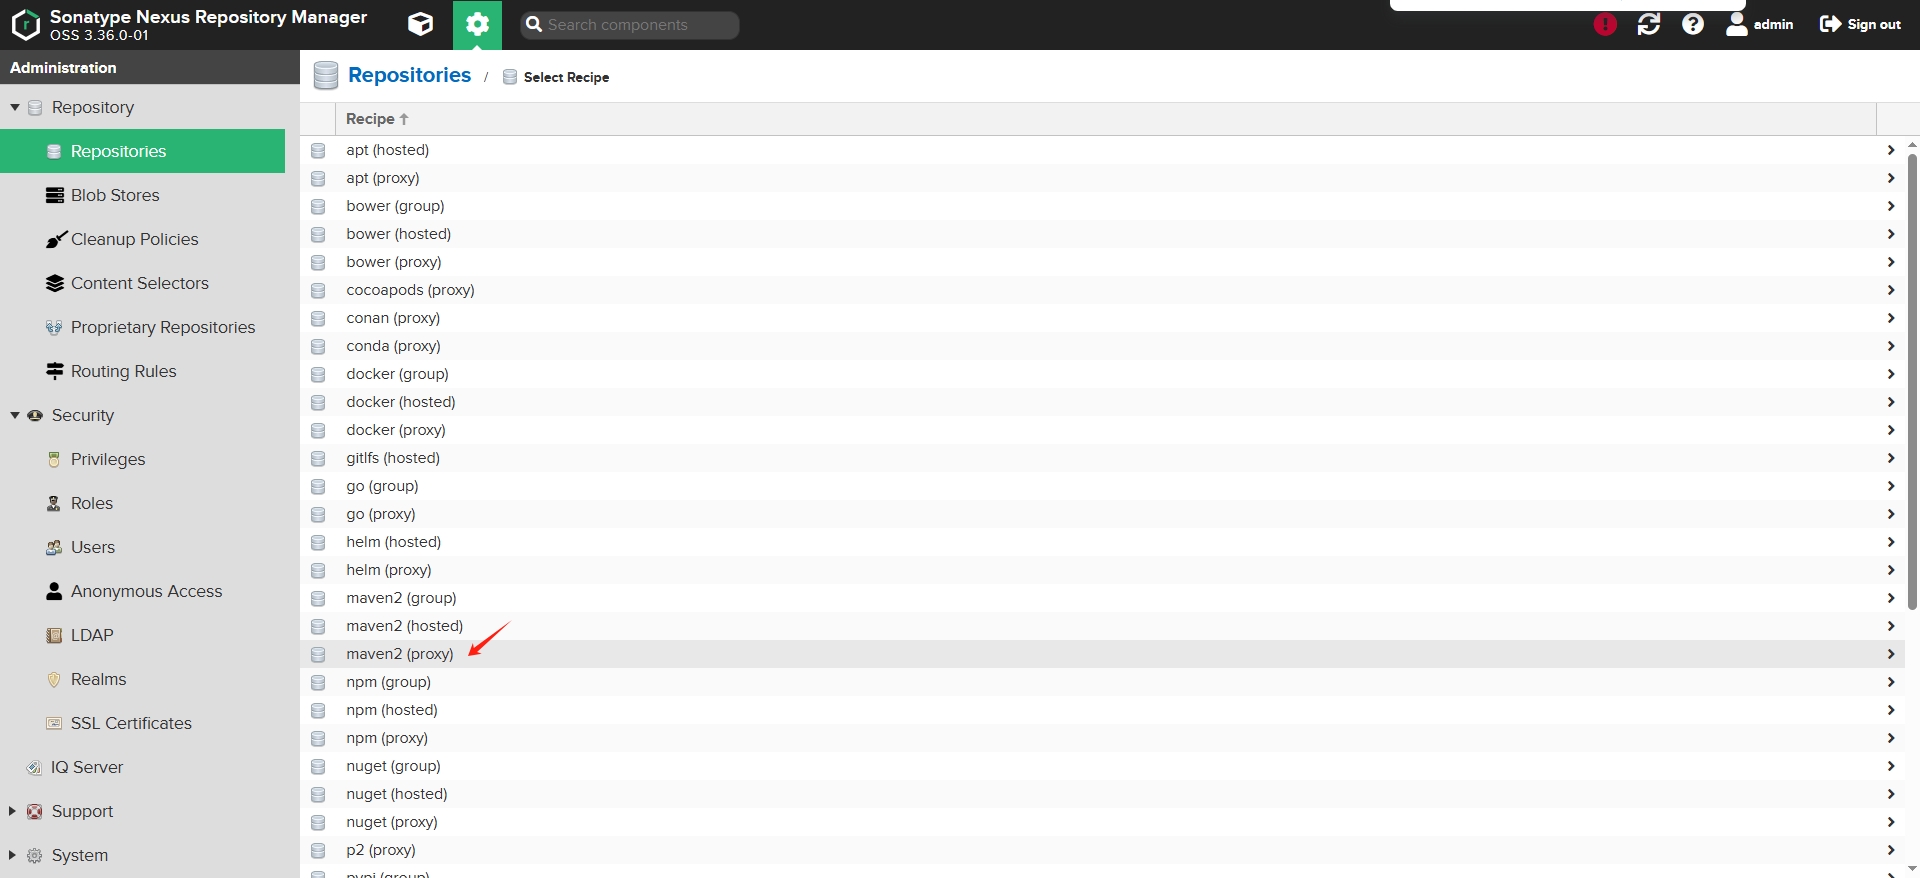 Sonatype Nexus Repository Manager
OSS 3.36.0-01
Search components
admin
Sign out
Administration
Repository
Repositories
Blob Stores
Cleanup Policies
Content Selectors
Proprietary Repositories
Routing Rules
Security
Privileges
Roles
Users
Anonymous Access
LDAP
Realms
SSL Certificates
IQ Server
Support
System
Repositories / Select Recipe
Recipe
apt (hosted)
apt (proxy)
bower (group)
bower (hosted)
bower (proxy)
cocoapods (proxy)
conan (proxy)
conda (proxy)
docker (group)
docker (hosted)
docker (proxy)
gitlfs (hosted)
go (group)
go (proxy)
helm (hosted)
helm (proxy)
maven2 (group)
maven2 (hosted)
maven2 (proxy)
npm (group)
npm (hosted)
npm (proxy)
nuget (group)
nuget (hosted)
nuget (proxy)
p2 (proxy)
pypi (group)